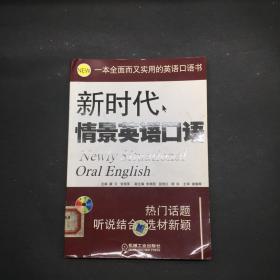 NEW 一本全面而又实用的英语口语书
新时代
情景英语口语
Newly Situational
Oral English
热门话题
听说结合 选材新颖
机械工业出版社